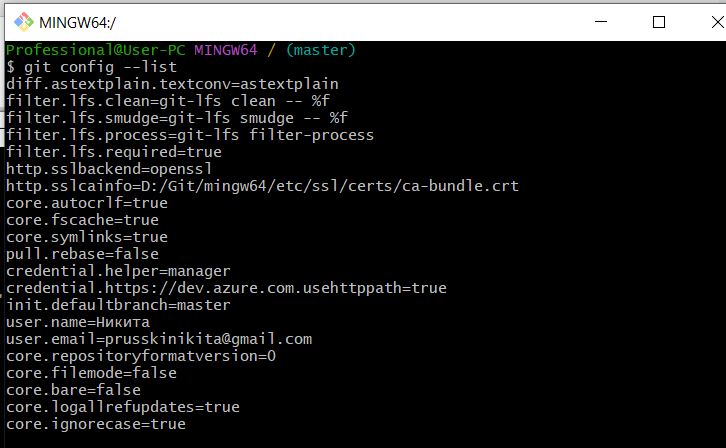 MINGW64:/
Professional@User-PC MINGW64 / (master)
$ git config --list
diff.astextplain.textconv=astextplain
filter.lfs.clean=git-lfs clean -- %f
filter.lfs.smudge=git-lfs smudge -- %f
filter.lfs.process=git-lfs filter-process
filter.lfs.required=true
http.sslbackend=openssl
http.sslcainfo=D:/Git/mingw64/etc/ssl/certs/ca-bundle.crt
core.autocrlf=true
core.fscache=true
core.symlinks=true
pull.rebase=false
credential.helper=manager
credential.https://dev.azure.com.usehttppath=true
init.defaultbranch=master
user.name=Никита
user.email=prusskinikita@gmail.com
core.repositoryformatversion=0
core.filemode=false
core.bare=false
core.logallrefupdates=true
core.ignorecase=true